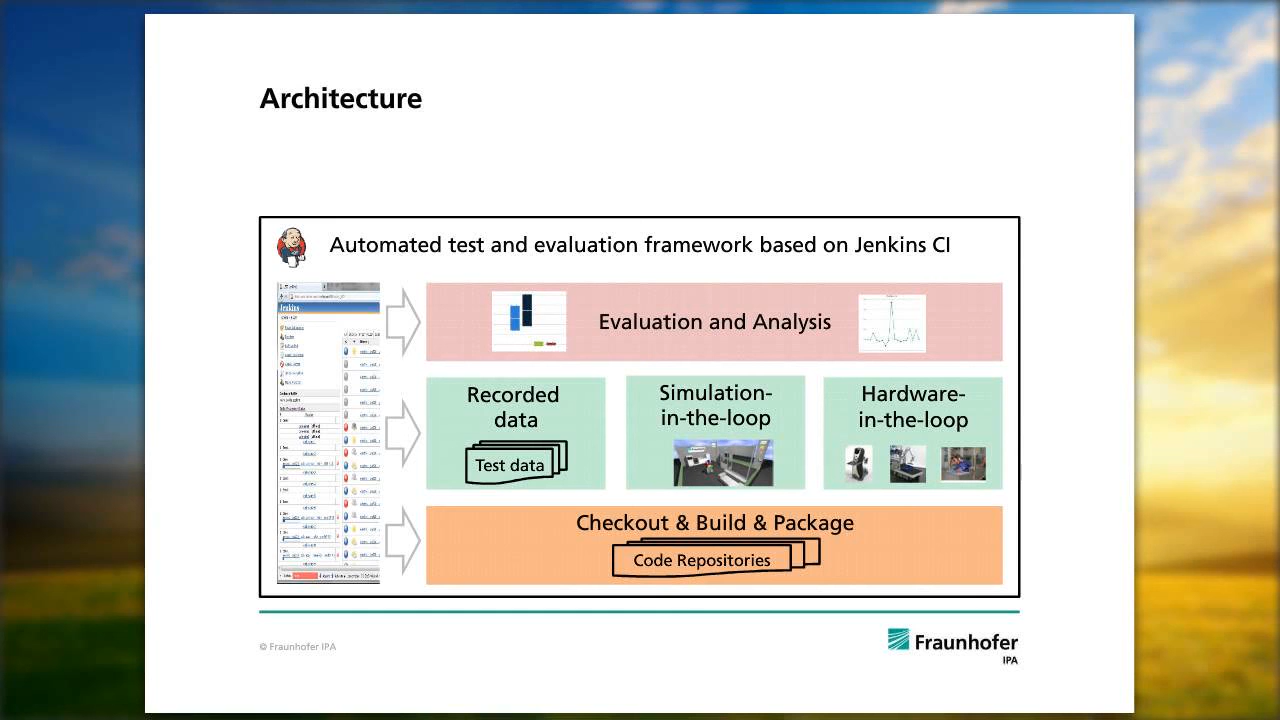 Architecture
Automated test and evaluation framework based on Jenkins CI
Jenkins
Evaluation and Analysis
Recorded
data
Test data
Simulation-
in-the-loop
Hardware-
in-the-loop
Checkout & Build & Package
Code Repositories
© Fraunhofer IPA
Fraunhofer
IPA